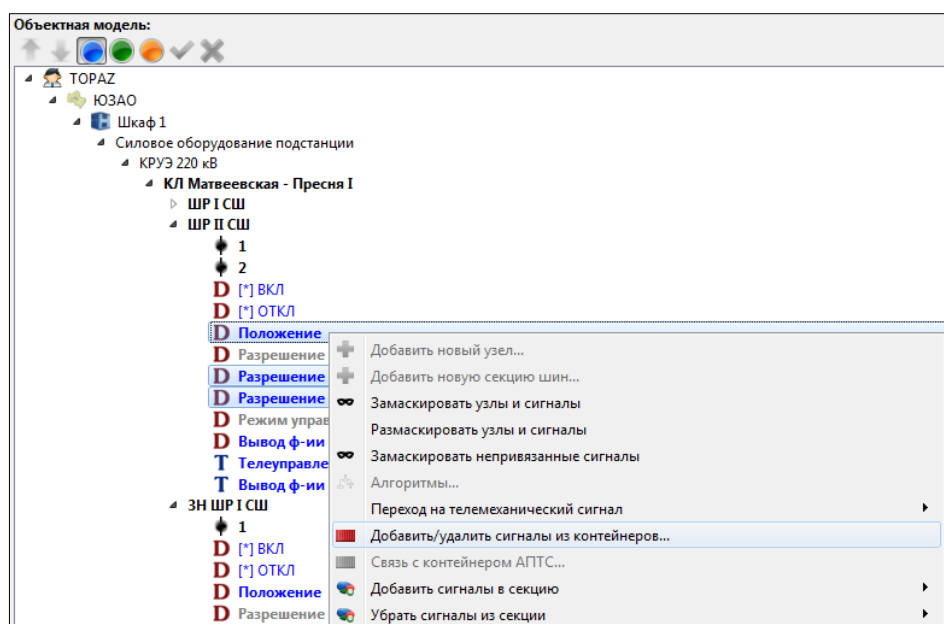 Объектная модель:
TOPAZ
ЮЗАО
Шкаф 1
Силовое оборудование подстанции
КРУЭ 220 кВ
КЛ Матвеевская - Пресня I
ШР I СШ
ШР II СШ
1
2
D [*] ВКЛ
D [*] ОТКЛ
D Положение
D Разрешение
D Разрешение
D Разрешение
D Режим управ
D Вывод ф-ии
T Телеуправле
T Вывод ф-ии
ЗН ШР I СШ
1
D [*] ВКЛ
D [*] ОТКЛ
D Положение
D Разрешение
Добавить новый узел...
Добавить новую секцию шин...
Замаскировать узлы и сигналы
Размаскировать узлы и сигналы
Замаскировать непривязанные сигналы
Алгоритмы...
Переход на телемеханический сигнал
Добавить/удалить сигналы из контейнеров...
Связь с контейнером АПТС...
Добавить сигналы в секцию
Убрать сигналы из секции